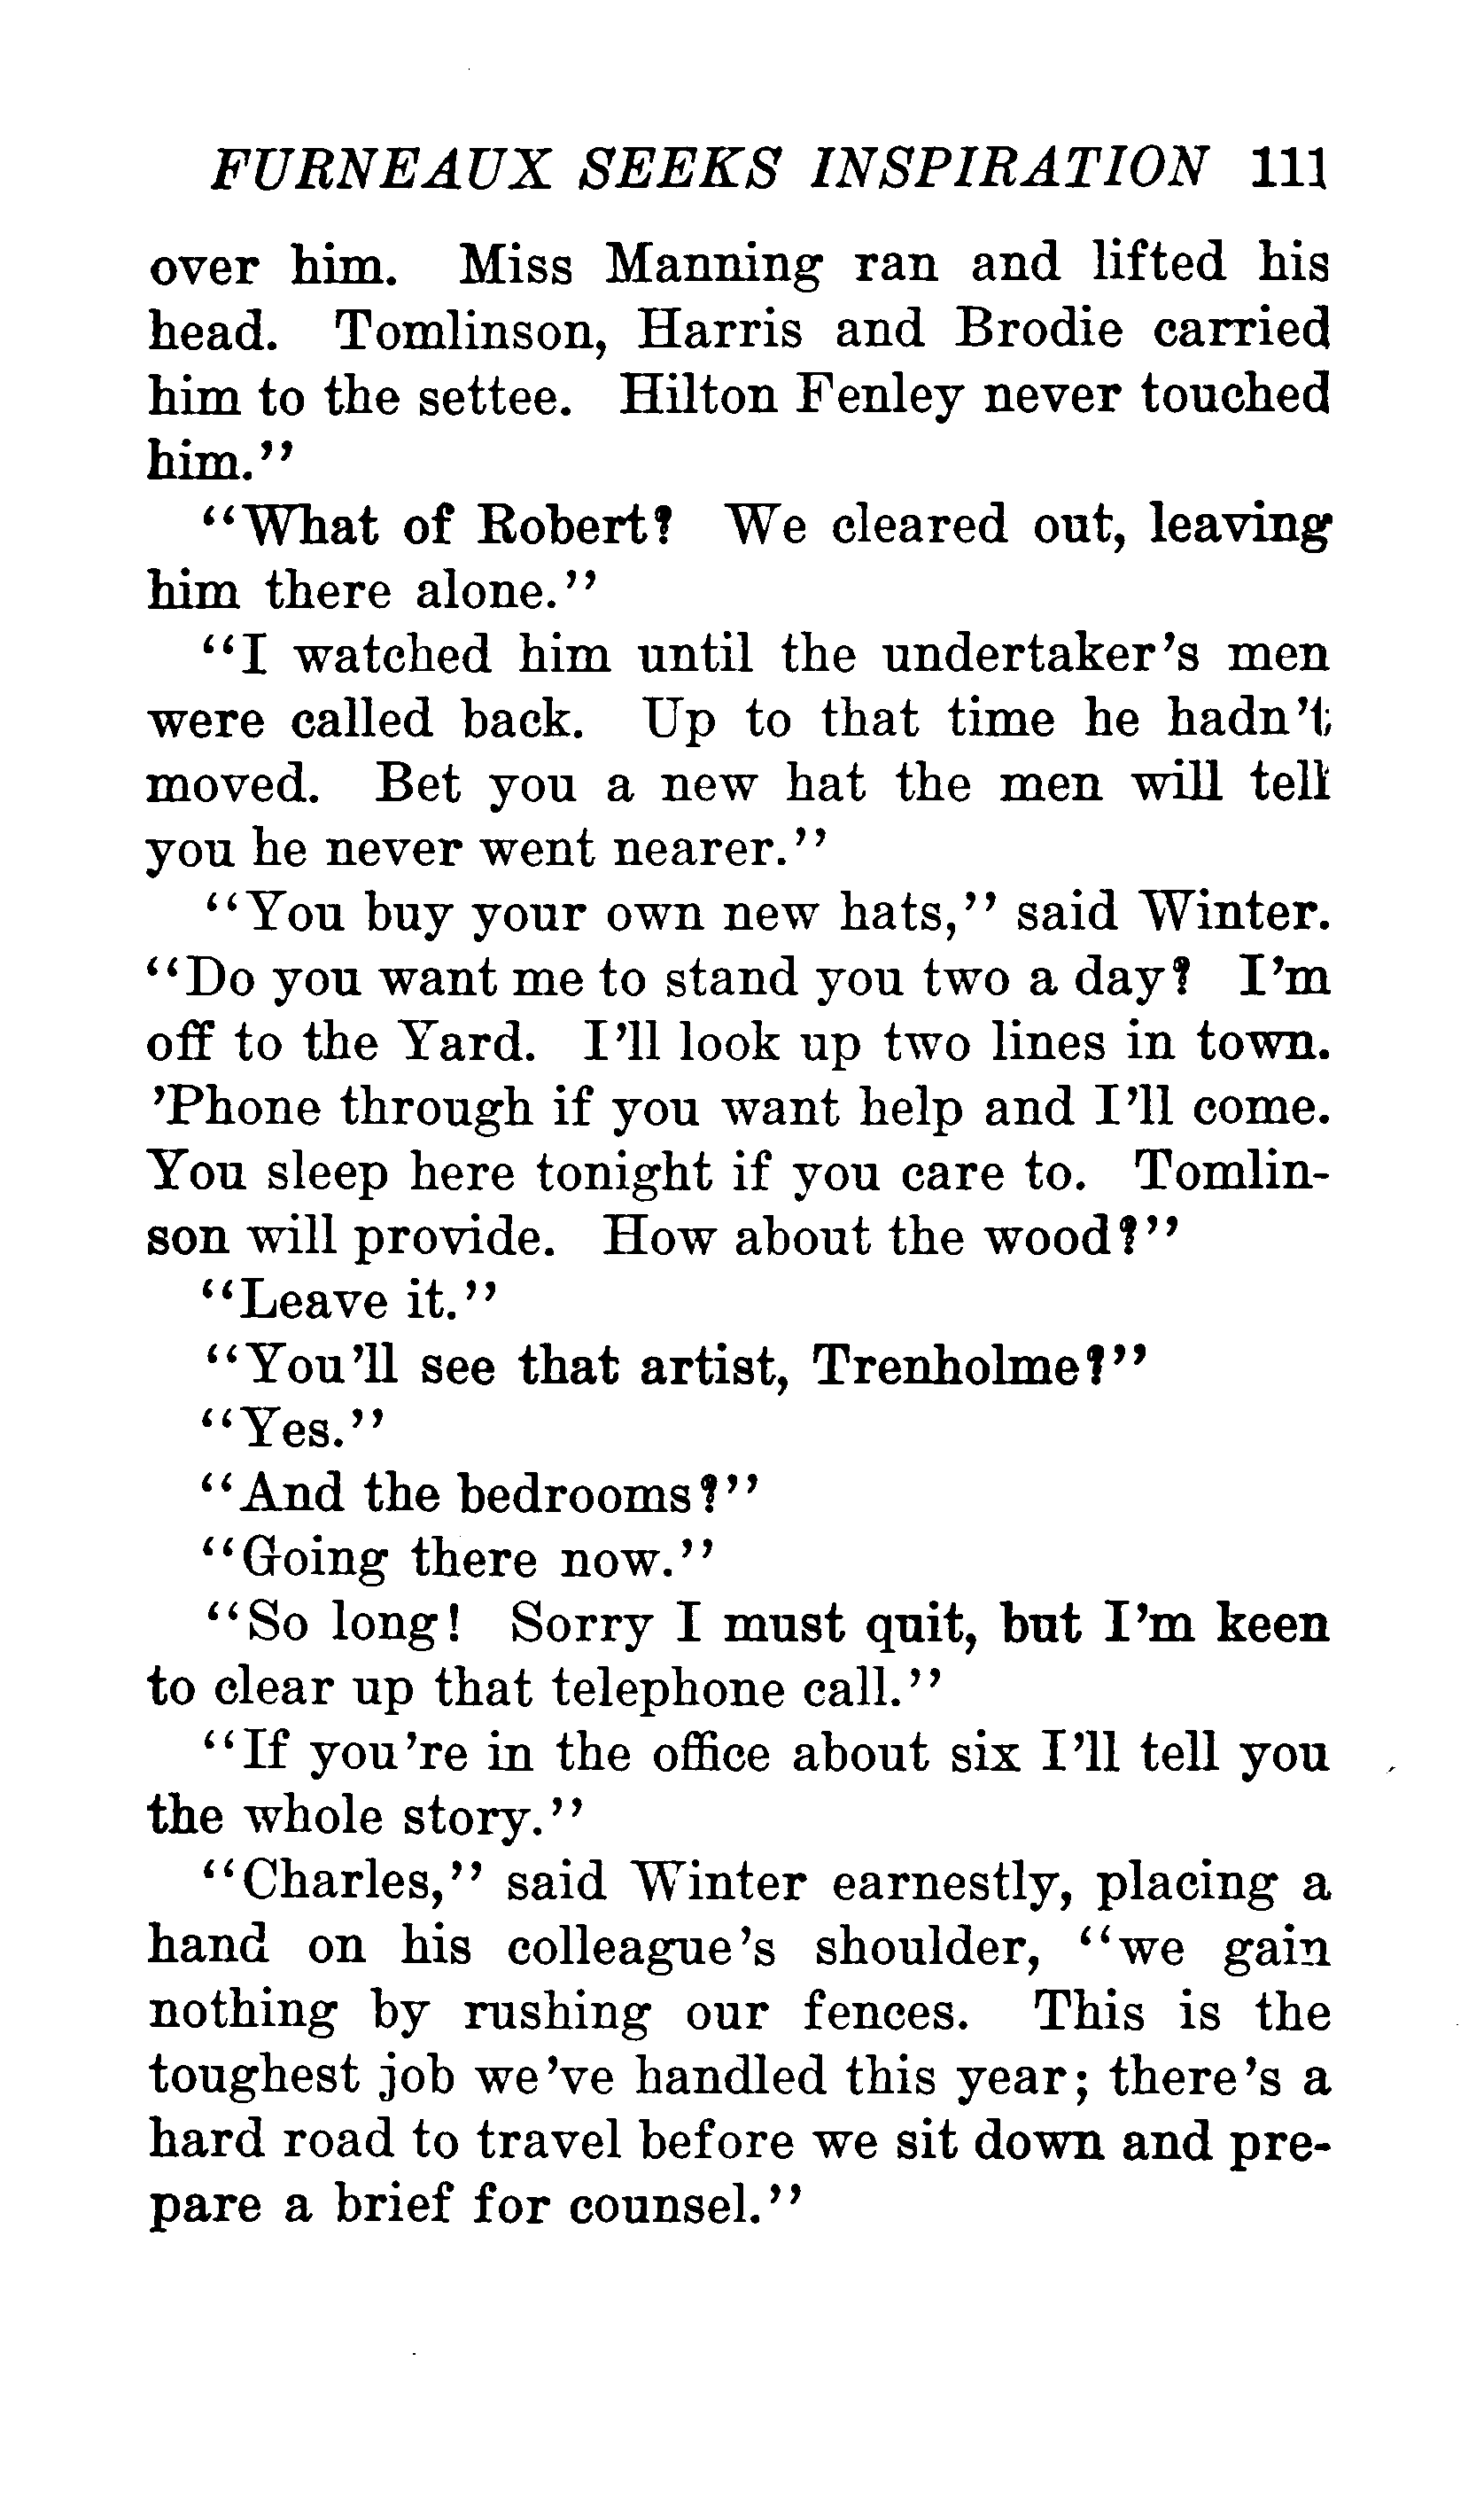 FURNEAUX SEEKS INSPIRATION 111
over him. Miss Manning ran and lifted his
head. Tomlinson, Harris and Brodie carried
him to the settee. Hilton Fenley never touched
him."
"What of Robert? We cleared out, leaving
him there alone."
"I watched him until the undertaker's men
were called back. Up to that time he hadn't
moved. Bet you a new hat the men will tell
you he never went nearer."
"You buy your own new hats," said Winter.
"Do you want me to stand you two a day? I'm
off to the Yard. I'll look up two lines in town.
'Phone through if you want help and I'll come.
You sleep here tonight if you care to. Tomlin-
son will provide. How about the wood?"
"Leave it."
"You'll see that artist, Trenholme?"
"Yes."
"And the bedrooms?"
"Going there now."
"So long! Sorry I must quit, but I'm keen
to clear up that telephone call."
"If you're in the office about six I'll tell you
the whole story."
"Charles," said Winter earnestly, placing a
hand on his colleague's shoulder, "we gain
nothing by rushing our fences. This is the
toughest job we've handled this year; there's a
hard road to travel before we sit down and pre-
pare a brief for counsel."